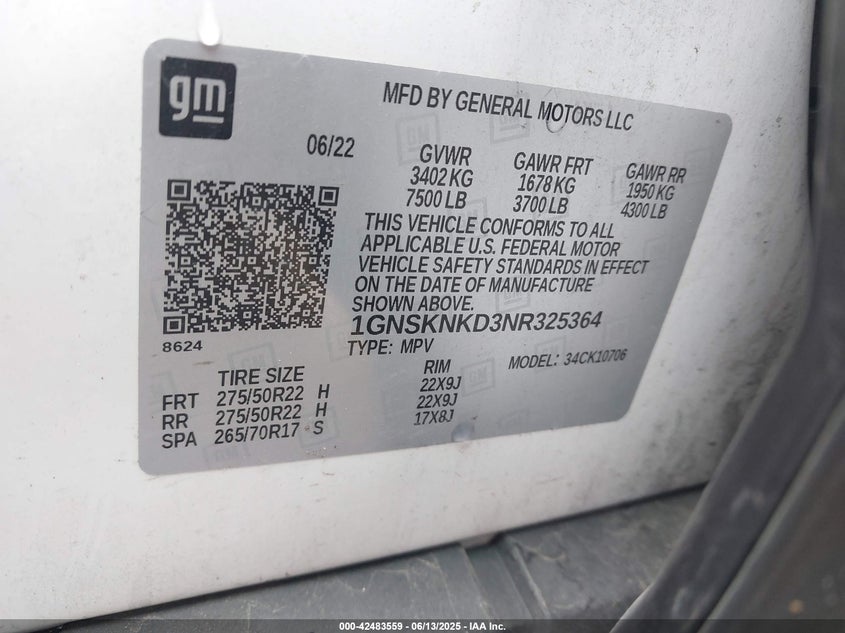 gm
MFD BY GENERAL MOTORS LLC
06/22
GVWR GAWR FRT GAWR RR
3402 KG 1678 KG 1950 KG
7500 LB 3700 LB 4300 LB
THIS VEHICLE CONFORMS TO ALL
APPLICABLE U.S. FEDERAL MOTOR
VEHICLE SAFETY STANDARDS IN EFFECT
ON THE DATE OF MANUFACTURE
SHOWN ABOVE.
1GNSKNKD3NR325364
8624
TYPE: MPV MODEL: 34CK10706
TIRE SIZE RIM
FRT 275/50R22 H 22X9J
RR 275/50R22 H 22X9J
SPA 265/70R17 S 17X8J
000-42483559 - 06/13/2025 - IAA Inc.